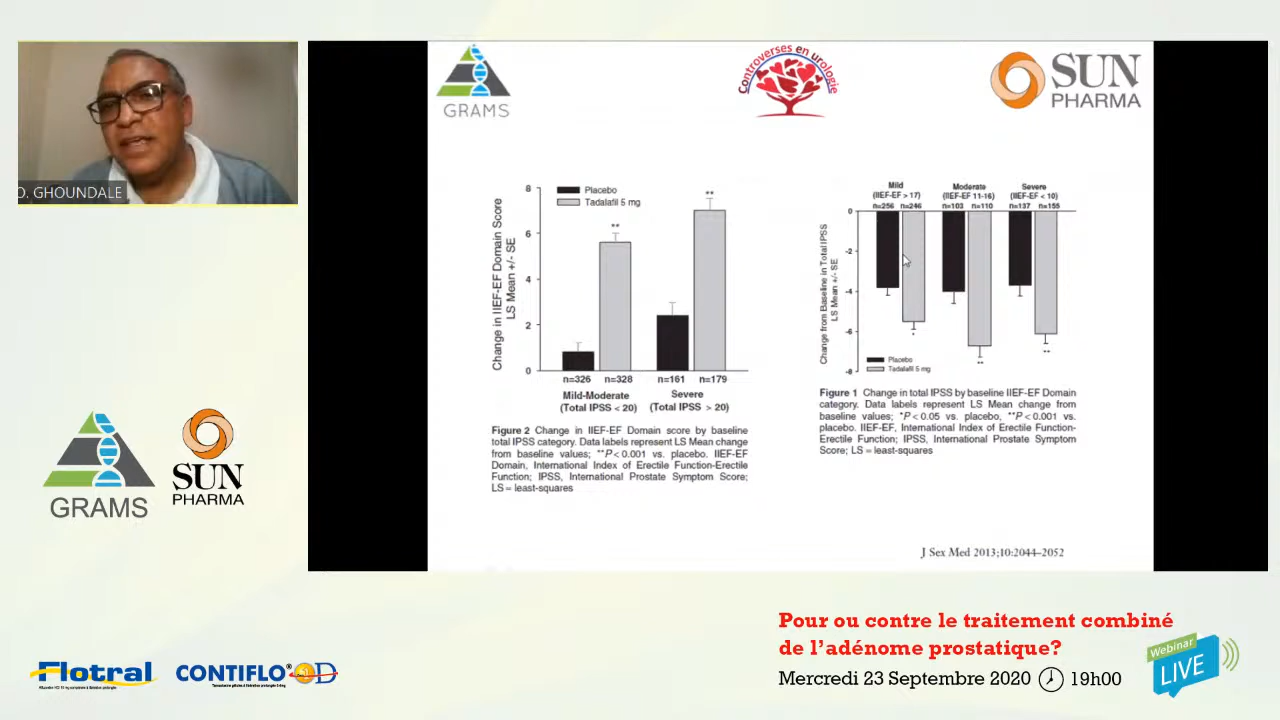 O. GHOUNDALE
GRAMS
Controverses en urologie
SUN
PHARMA
Change in IIEF-EF Domain Score
LS Mean +/- SE
8
6
4
2
0
Placebo
Tadalafil 5 mg
**
**
n=326 n=328 n=161 n=179
Mild-Moderate Severe
(Total IPSS < 20) (Total IPSS > 20)
Figure 2 Change in IIEF-EF Domain score by baseline
total IPSS category. Data labels represent LS Mean change
from baseline values; **P < 0.001 vs. placebo. IIEF-EF
Domain, International Index of Erectile Function-Erectile
Function; IPSS, International Prostate Symptom Score;
LS = least-squares
Mild Moderate Severe
(IIEF-EF > 17) (IIEF-EF 11-16) (IIEF-EF < 10)
n=256 n=246 n=103 n=110 n=137 n=155
Change from Baseline in Total IPSS
LS Mean +/- SE
0
-2
-4
-6
-8
*
**
**
Placebo
Tadalafil 5 mg
Figure 1 Change in total IPSS by baseline IIEF-EF Domain
category. Data labels represent LS Mean change from
baseline values; *P < 0.05 vs. placebo, **P < 0.001 vs.
placebo. IIEF-EF, International Index of Erectile Function-
Erectile Function; IPSS, International Prostate Symptom
Score; LS = least-squares
J Sex Med 2013;10:2044–2052
GRAMS
SUN
PHARMA
Flotral
CONTIFLO® OD
Pour ou contre le traitement combiné
de l'adénome prostatique?
Mercredi 23 Septembre 2020 19h00
Webinar
LIVE